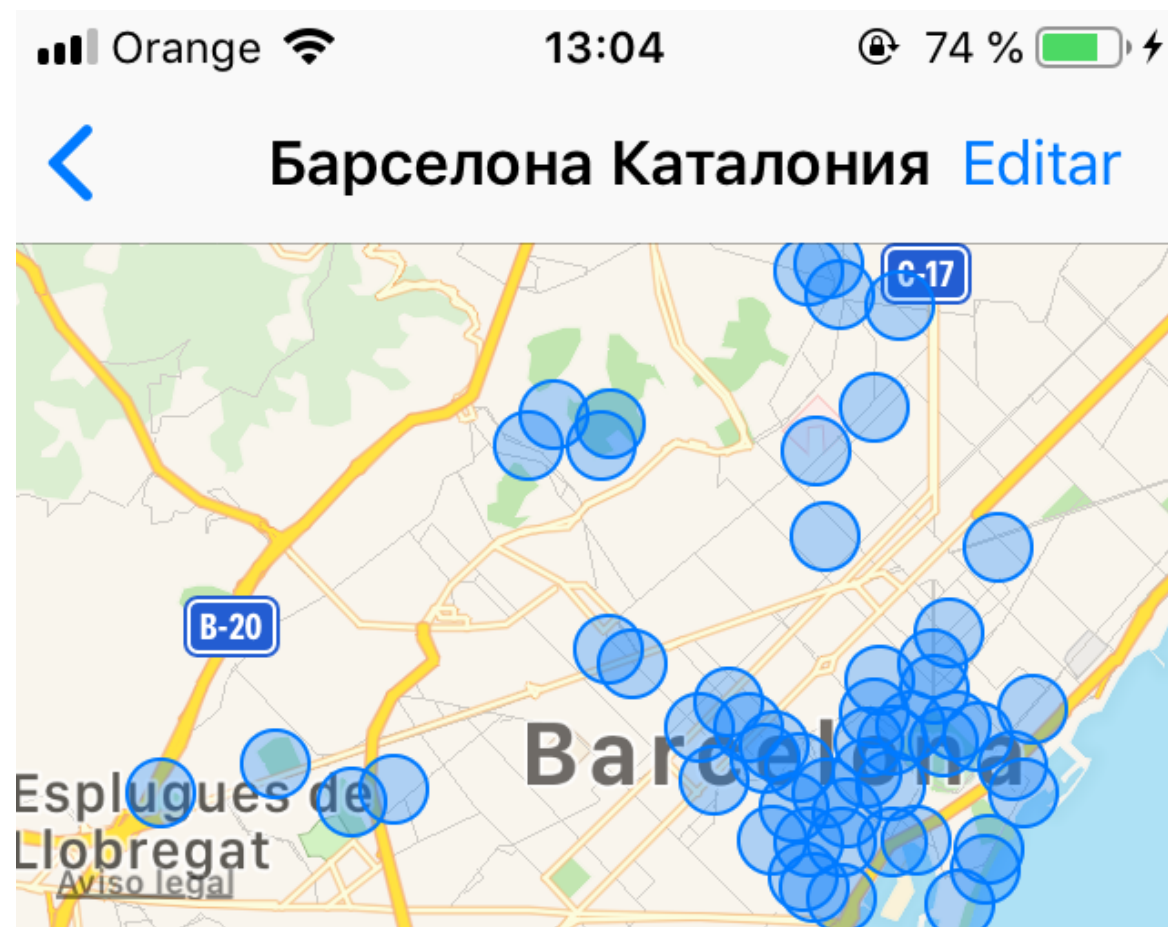 Orange 13:04 74 %
Барселона Каталония Editar
C-17
B-20
Barcelona
Esplugues de
Llobregat
Aviso legal